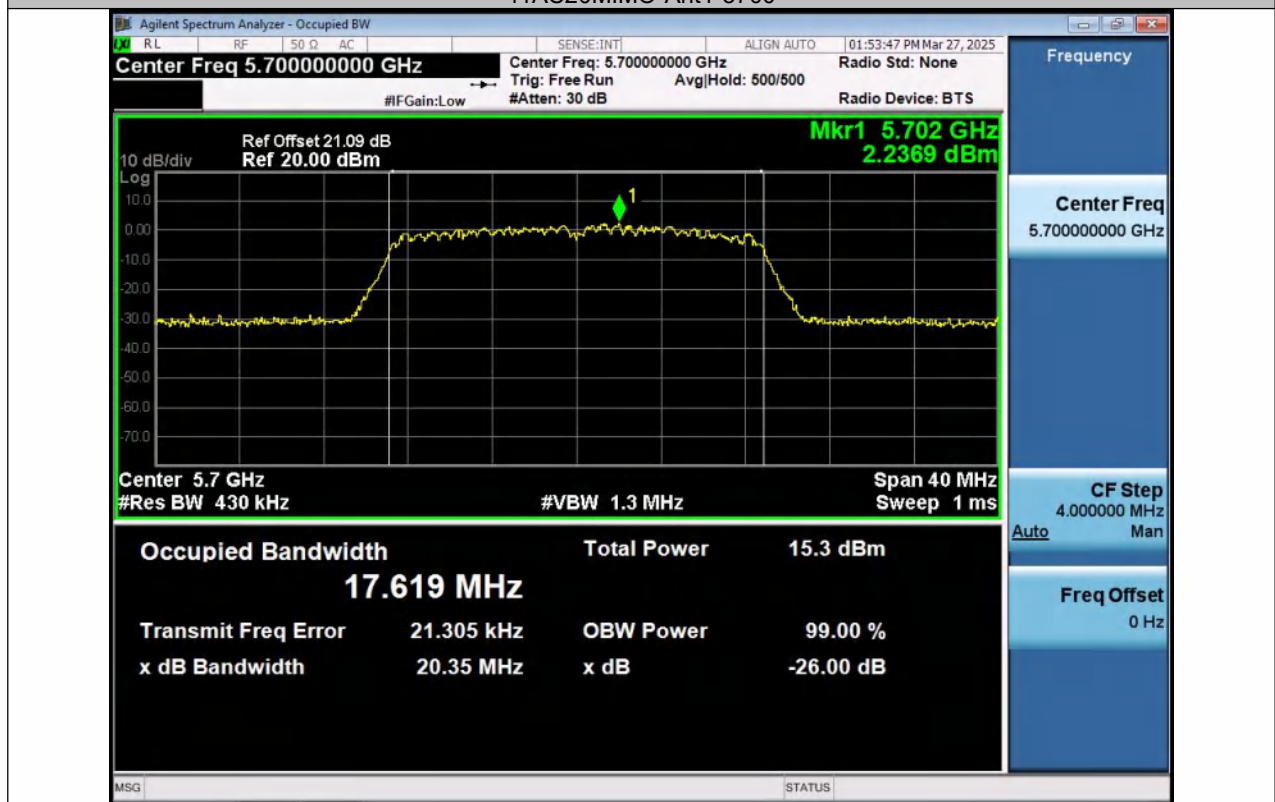 Agilent Spectrum Analyzer - Occupied BW
LXI RL RF 50 Ω AC SENSE:INT ALIGN AUTO 01:53:47 PM Mar 27, 2025
Center Freq 5.700000000 GHz
Center Freq: 5.700000000 GHz Radio Std: None
Trig: Free Run Avg|Hold: 500/500
#IFGain:Low #Atten: 30 dB Radio Device: BTS
Mkr1 5.702 GHz
2.2369 dBm
Ref Offset 21.09 dB
10 dB/div Ref 20.00 dBm
Log
10.0
1
0.00
-10.0
-20.0
-30.0
-40.0
-50.0
-60.0
-70.0
Center 5.7 GHz Span 40 MHz
#Res BW 430 kHz #VBW 1.3 MHz Sweep 1 ms
Occupied Bandwidth Total Power 15.3 dBm
17.619 MHz
Transmit Freq Error 21.305 kHz OBW Power 99.00 %
x dB Bandwidth 20.35 MHz x dB -26.00 dB
MSG STATUS
Frequency
Center Freq
5.700000000 GHz
CF Step
4.000000 MHz
Auto Man
Freq Offset
0 Hz